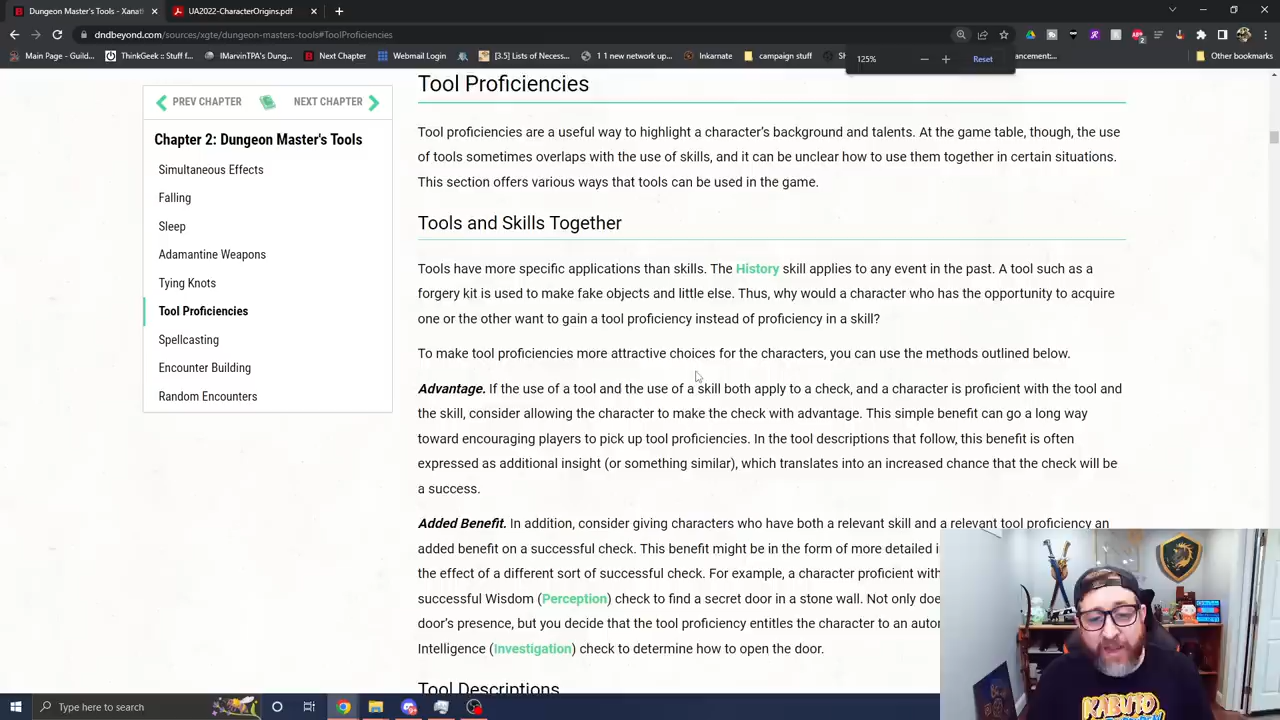 Dungeon Master's Tools - Xanat
UA2022-CharacterOrigins.pdf
dndbeyond.com/sources/xgte/dungeon-masters-tools#ToolProficiencies
Main Page - Guild...
ThinkGeek :: Stuff f...
IMarvinTPA's Dung...
Next Chapter
Webmail Login
[3.5] Lists of Necess...
1 1 new network up...
Inkarnate
campaign stuff
Other bookmarks
125%
Reset
PREV CHAPTER
NEXT CHAPTER
Chapter 2: Dungeon Master's Tools
Simultaneous Effects
Falling
Sleep
Adamantine Weapons
Tying Knots
Tool Proficiencies
Spellcasting
Encounter Building
Random Encounters
Tool Proficiencies
Tool proficiencies are a useful way to highlight a character's background and talents. At the game table, though, the use
of tools sometimes overlaps with the use of skills, and it can be unclear how to use them together in certain situations.
This section offers various ways that tools can be used in the game.
Tools and Skills Together
Tools have more specific applications than skills. The History skill applies to any event in the past. A tool such as a
forgery kit is used to make fake objects and little else. Thus, why would a character who has the opportunity to acquire
one or the other want to gain a tool proficiency instead of proficiency in a skill?
To make tool proficiencies more attractive choices for the characters, you can use the methods outlined below.
Advantage. If the use of a tool and the use of a skill both apply to a check, and a character is proficient with the tool and
the skill, consider allowing the character to make the check with advantage. This simple benefit can go a long way
toward encouraging players to pick up tool proficiencies. In the tool descriptions that follow, this benefit is often
expressed as additional insight (or something similar), which translates into an increased chance that the check will be
a success.
Added Benefit. In addition, consider giving characters who have both a relevant skill and a relevant tool proficiency an
added benefit on a successful check. This benefit might be in the form of more detailed
the effect of a different sort of successful check. For example, a character proficient with
successful Wisdom (Perception) check to find a secret door in a stone wall. Not only doe
door's presence, but you decide that the tool proficiency entitles the character to an auto
Intelligence (Investigation) check to determine how to open the door.
Tool Descriptions
KABUTO
Type here to search